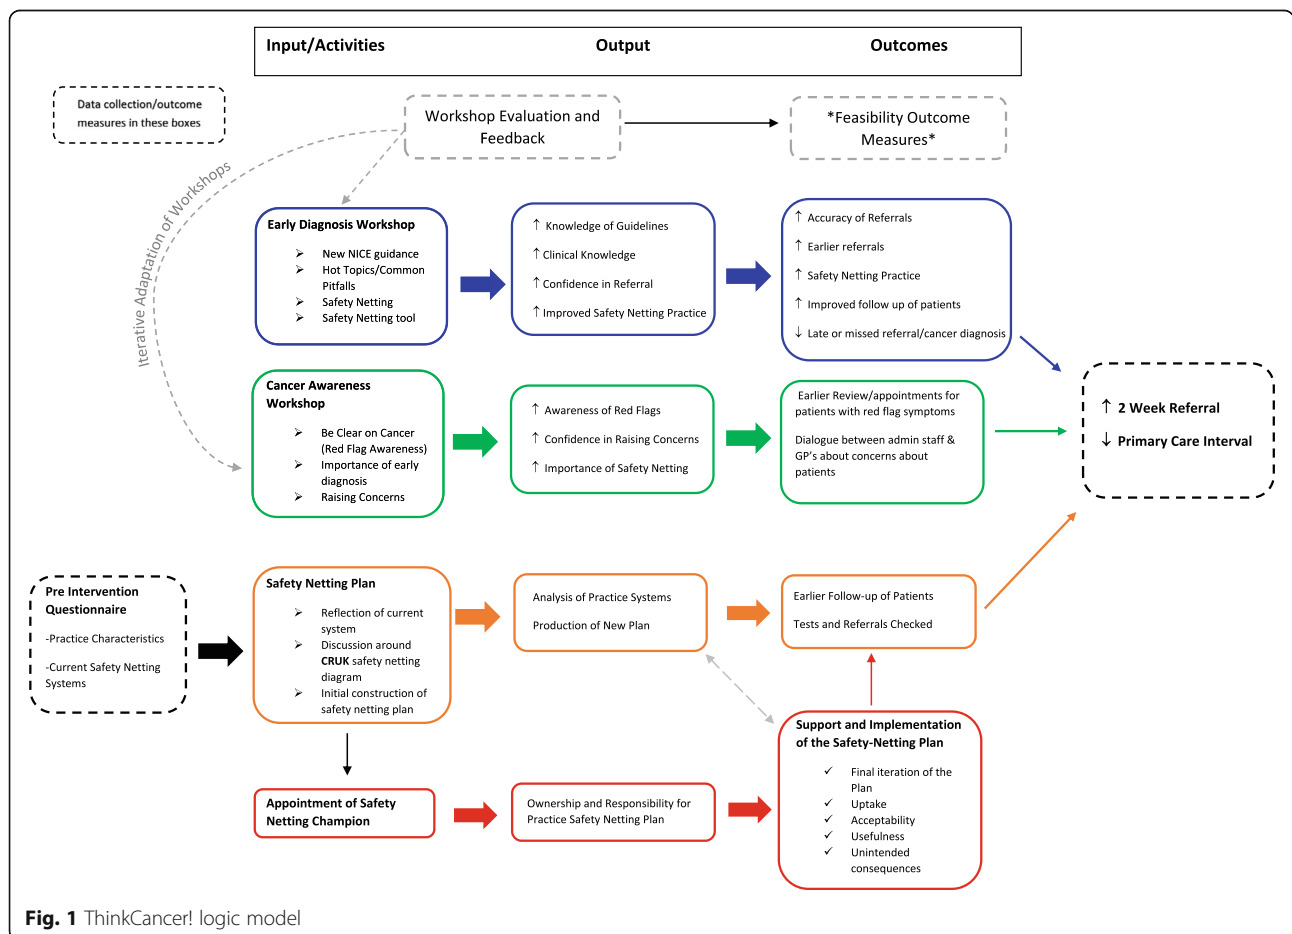 Input/Activities
Output
Outcomes
Data collection/outcome
measures in these boxes
Workshop Evaluation and
Feedback
*Feasibility Outcome
Measures*
Iterative Adaptation of Workshops
Early Diagnosis Workshop
➢ New NICE guidance
➢ Hot Topics/Common
Pitfalls
➢ Safety Netting
➢ Safety Netting tool
↑ Knowledge of Guidelines
↑ Clinical Knowledge
↑ Confidence in Referral
↑ Improved Safety Netting Practice
↑ Accuracy of Referrals
↑ Earlier referrals
↑ Safety Netting Practice
↑ Improved follow up of patients
↓ Late or missed referral/cancer diagnosis
Cancer Awareness
Workshop
➢ Be Clear on Cancer
(Red Flag Awareness)
➢ Importance of early
diagnosis
➢ Raising Concerns
↑ Awareness of Red Flags
↑ Confidence in Raising Concerns
↑ Importance of Safety Netting
Earlier Review/appointments for
patients with red flag symptoms
Dialogue between admin staff &
GP's about concerns about
patients
↑ 2 Week Referral
↓ Primary Care Interval
Pre Intervention
Questionnaire
-Practice Characteristics
-Current Safety Netting
Systems
Safety Netting Plan
➢ Reflection of current
system
➢ Discussion around
CRUK safety netting
diagram
➢ Initial construction of
safety netting plan
Analysis of Practice Systems
Production of New Plan
Earlier Follow-up of Patients
Tests and Referrals Checked
Appointment of Safety
Netting Champion
Ownership and Responsibility for
Practice Safety Netting Plan
Support and Implementation
of the Safety-Netting Plan
✓ Final iteration of the
Plan
✓ Uptake
✓ Acceptability
✓ Usefulness
✓ Unintended
consequences
Fig. 1 ThinkCancer! logic model